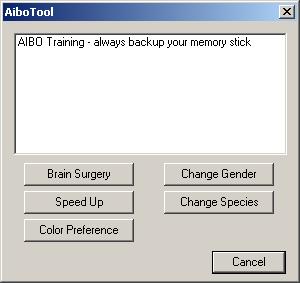 AiboTool
AIBO Training - always backup your memory stick
Brain Surgery
Change Gender
Speed Up
Change Species
Color Preference
Cancel